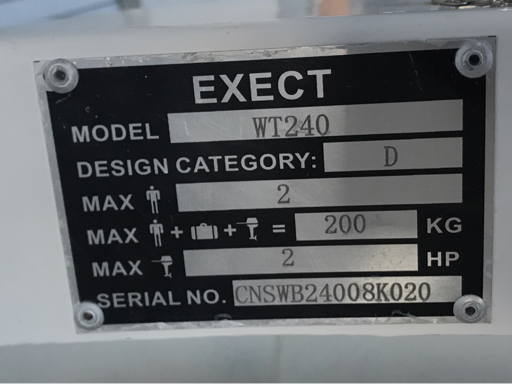 EXECT
MODEL WT240
DESIGN CATEGORY: D
MAX 2
MAX + + = 200 KG
MAX 2 HP
SERIAL NO. CNSWB24008K020